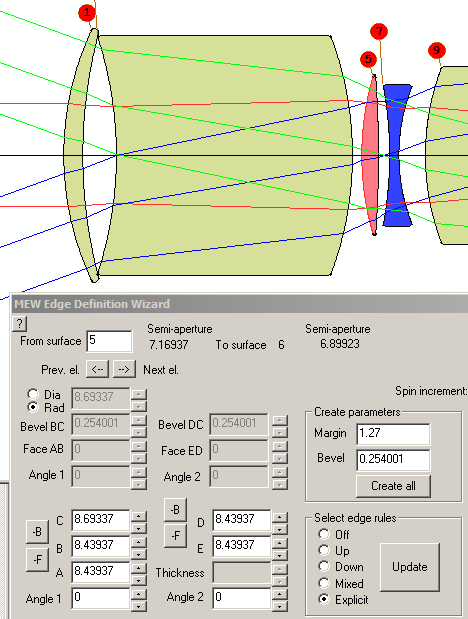 1
7
5
9
MEW Edge Definition Wizard
?
Semi-aperture Semi-aperture
From surface 5 7.16937 To surface 6 6.89923
Prev. el. <-- --> Next el.
Spin increment:
Dia 8.69337
Rad
Bevel BC 0.254001 Bevel DC 0.254001
Face AB 0 Face ED 0
Angle 1 0 Angle 2 0
Create parameters
Margin 1.27
Bevel 0.254001
Create all
-B C 8.69337 -B D 8.43937
-F B 8.43937 -F E 8.43937
A 8.43937 Thickness
Angle 1 0 Angle 2 0
Select edge rules
Off
Up
Down
Mixed
Explicit
Update